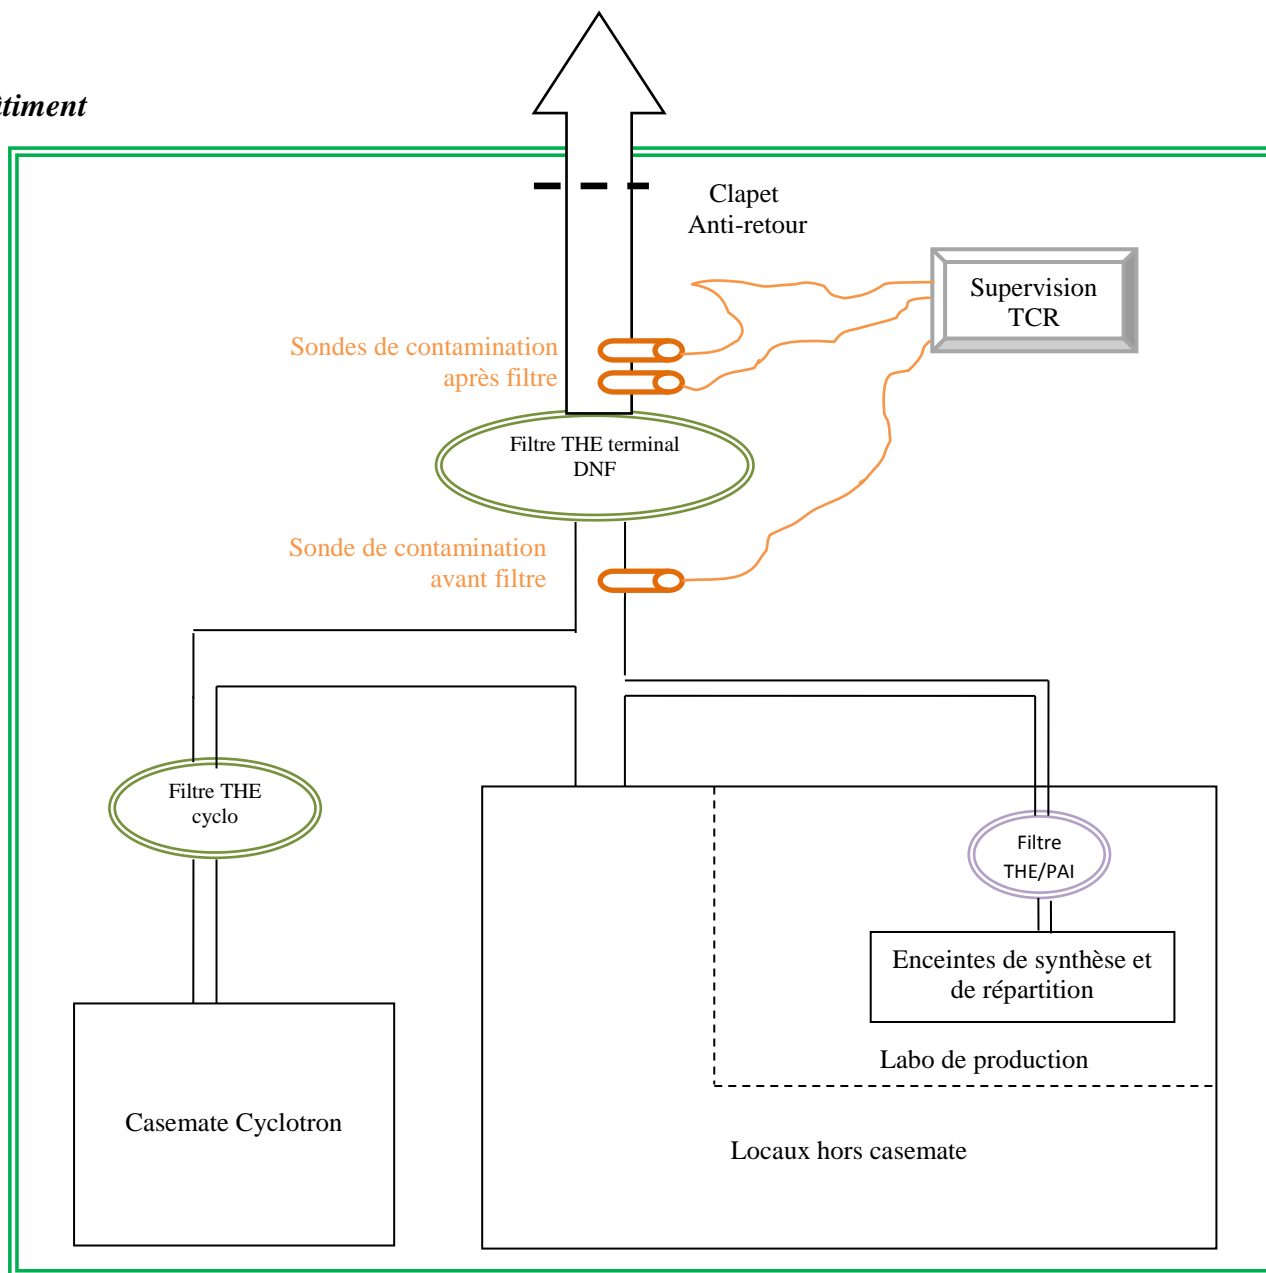 âtiment
Clapet
Anti-retour
Supervision
TCR
Sondes de contamination
après filtre
Filtre THE terminal
DNF
Sonde de contamination
avant filtre
Filtre THE
cyclo
Filtre
THE/PAI
Enceintes de synthèse et
de répartition
Labo de production
Casemate Cyclotron
Locaux hors casemate